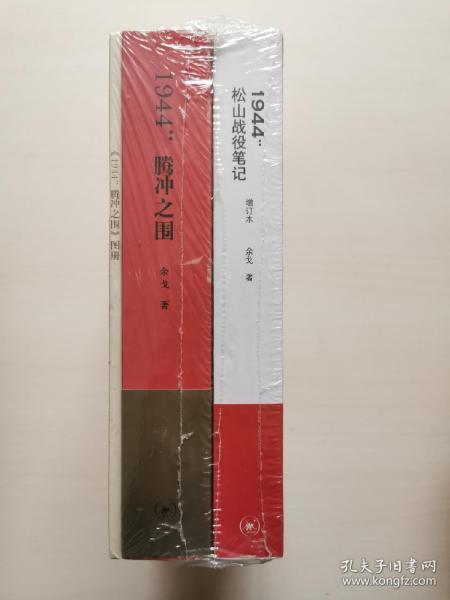 《1944：腾冲之围》图册
1944：腾冲之围
余戈 著
1944：
松山战役笔记
增订本
余戈 著
孔夫子旧书网
www.kongfz.com